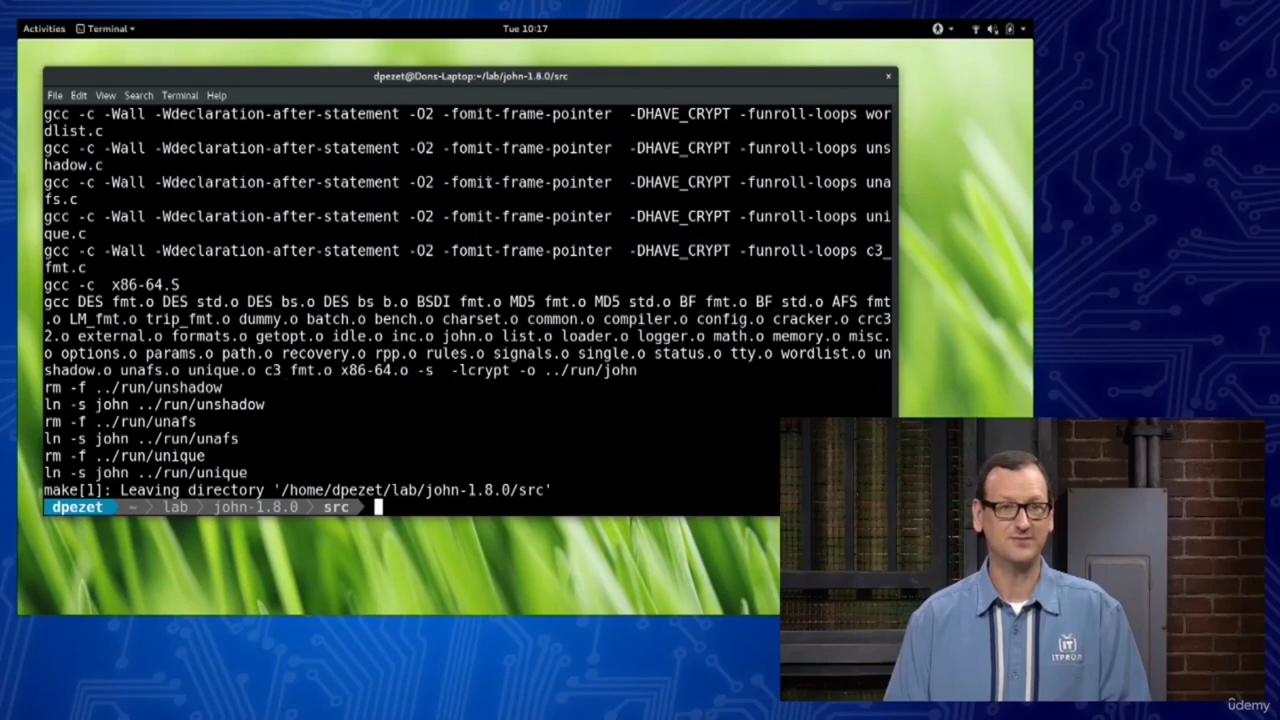 Activities Terminal Tue 10:17
dpezet@Dons-Laptop:~/lab/john-1.8.0/src ×
File Edit View Search Terminal Help
gcc -c -Wall -Wdeclaration-after-statement -O2 -fomit-frame-pointer  -DHAVE_CRYPT -funroll-loops wor
dlist.c
gcc -c -Wall -Wdeclaration-after-statement -O2 -fomit-frame-pointer  -DHAVE_CRYPT -funroll-loops uns
hadow.c
gcc -c -Wall -Wdeclaration-after-statement -O2 -fomit-frame-pointer  -DHAVE_CRYPT -funroll-loops una
fs.c
gcc -c -Wall -Wdeclaration-after-statement -O2 -fomit-frame-pointer  -DHAVE_CRYPT -funroll-loops uni
que.c
gcc -c -Wall -Wdeclaration-after-statement -O2 -fomit-frame-pointer  -DHAVE_CRYPT -funroll-loops c3_
fmt.c
gcc -c  x86-64.S
gcc DES_fmt.o DES_std.o DES_bs.o DES_bs_b.o BSDI_fmt.o MD5_fmt.o MD5_std.o BF_fmt.o BF_std.o AFS_fmt
.o LM_fmt.o trip_fmt.o dummy.o batch.o bench.o charset.o common.o compiler.o config.o cracker.o crc3
2.o external.o formats.o getopt.o idle.o inc.o john.o list.o loader.o logger.o math.o memory.o misc.
o options.o params.o path.o recovery.o rpp.o rules.o signals.o single.o status.o tty.o wordlist.o un
shadow.o unafs.o unique.o c3_fmt.o x86-64.o -s  -lcrypt -o ../run/john
rm -f ../run/unshadow
ln -s john ../run/unshadow
rm -f ../run/unafs
ln -s john ../run/unafs
rm -f ../run/unique
ln -s john ../run/unique
make[1]: Leaving directory '/home/dpezet/lab/john-1.8.0/src'
dpezet ~ lab john-1.8.0 src
IT
ITPRO.TV
udemy